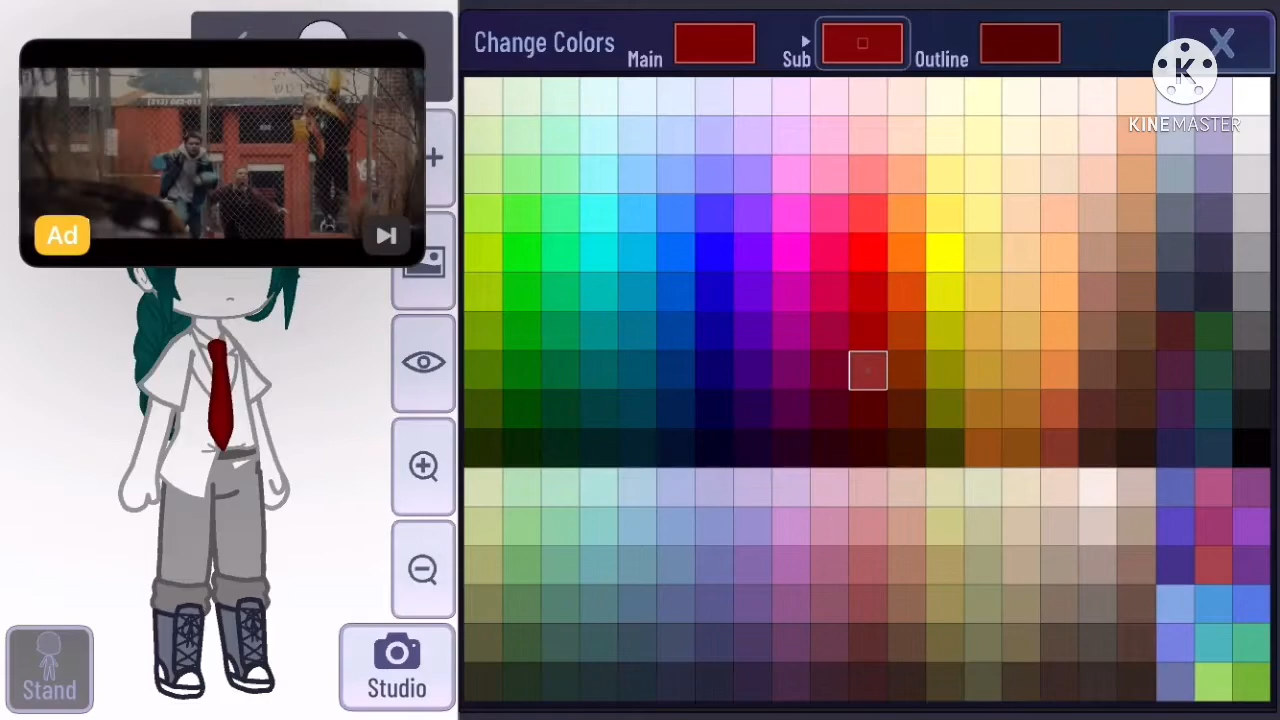 Change Colors
Main
Sub
Outline
X
K
KINEMASTER
Ad
Stand
Studio